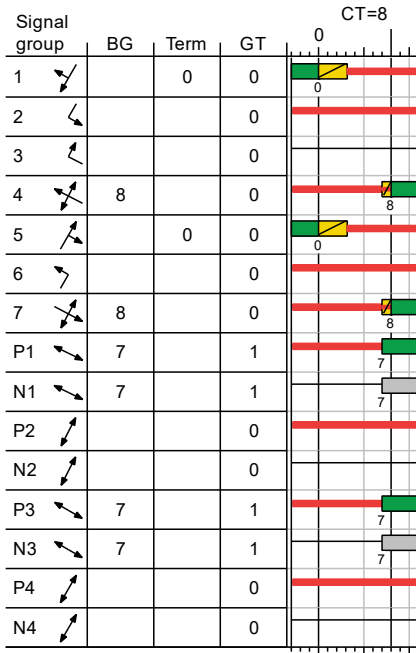 CT=8
Signal group BG Term GT 0
1 0 0 0
2 0
3 0
4 8 0 8
5 0 0 0
6 0
7 8 0 8
P1 7 1 7
N1 7 1 7
P2 0
N2 0
P3 7 1 7
N3 7 1 7
P4 0
N4 0